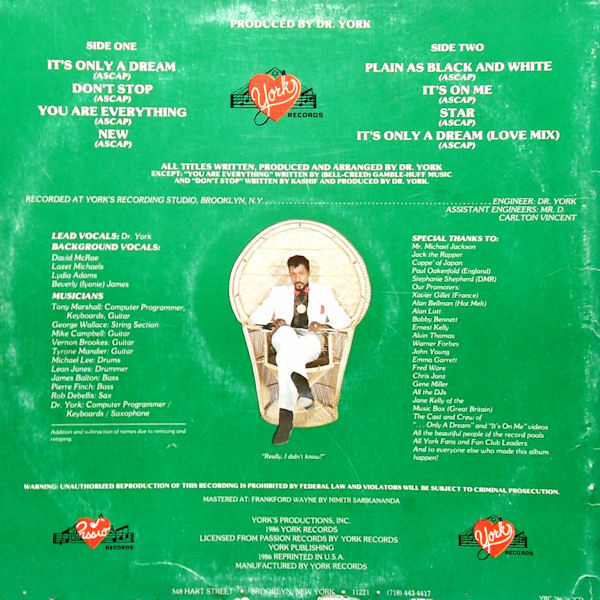 PRODUCED BY DR. YORK
SIDE ONE
IT'S ONLY A DREAM
(ASCAP)
DON'T STOP
(ASCAP)
YOU ARE EVERYTHING
(ASCAP)
NEW
(ASCAP)
York
RECORDS
SIDE TWO
PLAIN AS BLACK AND WHITE
(ASCAP)
IT'S ON ME
(ASCAP)
STAR
(ASCAP)
IT'S ONLY A DREAM (LOVE MIX)
(ASCAP)
ALL TITLES WRITTEN, PRODUCED AND ARRANGED BY DR. YORK
EXCEPT: "YOU ARE EVERYTHING" WRITTEN BY (BELL-CREED) GAMBLE-HUFF MUSIC
AND "DON'T STOP" WRITTEN BY KASHIF AND PRODUCED BY DR. YORK.
RECORDED AT YORK'S RECORDING STUDIO, BROOKLYN, N.Y. ENGINEER: DR. YORK
ASSISTANT ENGINEERS: MR. D.
CARLTON VINCENT
LEAD VOCALS: Dr. York
BACKGROUND VOCALS:
David McRae
Lazet Michaels
Lydia Adams
Beverly (Iyonie) James
MUSICIANS
Tony Marshall: Computer Programmer,
Keyboards, Guitar
George Wallace: String Section
Mike Campbell: Guitar
Vernon Brookes: Guitar
Tyrone Mandier: Guitar
Michael Lee: Drums
Leon Jones: Drummer
James Balton: Bass
Pierre Finch: Bass
Rob Debellis: Sax
Dr. York: Computer Programmer /
Keyboards / Saxophone
Addition and subtraction of names due to remixing and
retaping.
SPECIAL THANKS TO:
Mr. Michael Jackson
Jack the Rapper
Coppe' of Japan
Paul Oakenfold (England)
Stephanie Shepherd (DMR)
Our Promoters:
Xavier Gillet (France)
Alan Bellman (Hot Melt)
Alan Lott
Bobby Bennett
Ernest Kelly
Alvin Thomas
Warner Forbes
John Young
Emma Garrett
Fred Ware
Chris Jonz
Gene Miller
All the DJs
Jane Kelly of the
Music Box (Great Britain)
The Cast and Crew of
". . . Only A Dream" and "It's On Me" videos
All the beautiful people of the record pools
All York Fans and Fan Club Leaders
And to everyone else who made this album
happen!
"Really, I didn't know!"
WARNING: UNAUTHORIZED REPRODUCTION OF THIS RECORDING IS PROHIBITED BY FEDERAL LAW AND VIOLATORS WILL BE SUBJECT TO CRIMINAL PROSECUTION.
MASTERED AT: FRANKFORD WAYNE BY NIMITR SARIKANANDA
Passion
RECORDS
YORK'S PRODUCTIONS, INC.
1986 YORK RECORDS
LICENSED FROM PASSION RECORDS BY YORK RECORDS
YORK PUBLISHING
1986 REPRINTED IN U.S.A.
MANUFACTURED BY YORK RECORDS
York
RECORDS
548 HART STREET • BROOKLYN, NEW YORK • 11221 • (718) 443-4417